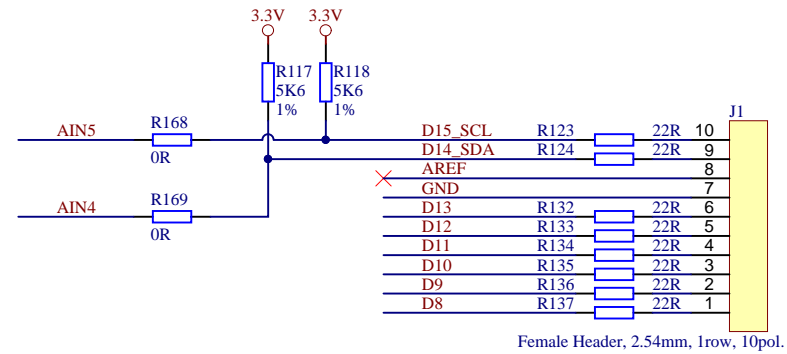 3.3V 3.3V
R117 R118
5K6 5K6
1% 1%
J1
AIN5 R168 D15_SCL R123 22R 10
0R D14_SDA R124 22R 9
AREF 8
GND 7
AIN4 R169 D13 R132 22R 6
0R D12 R133 22R 5
D11 R134 22R 4
D10 R135 22R 3
D9 R136 22R 2
D8 R137 22R 1
Female Header, 2.54mm, 1row, 10pol.